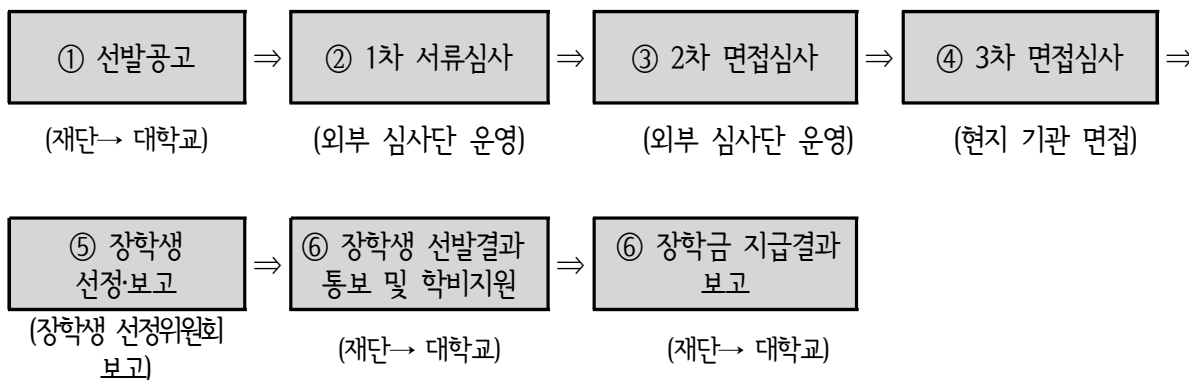 ① 선발공고 ⇒ ② 1차 서류심사 ⇒ ③ 2차 면접심사 ⇒ ④ 3차 면접심사 ⇒
(재단→ 대학교) (외부 심사단 운영) (외부 심사단 운영) (현지 기관 면접)
⑤ 장학생
선정·보고
⇒
⑥ 장학생 선발결과
통보 및 학비지원
⇒
⑥ 장학금 지급결과
보고
(장학생 선정위원회
보고)
(재단→ 대학교)
(재단→ 대학교)